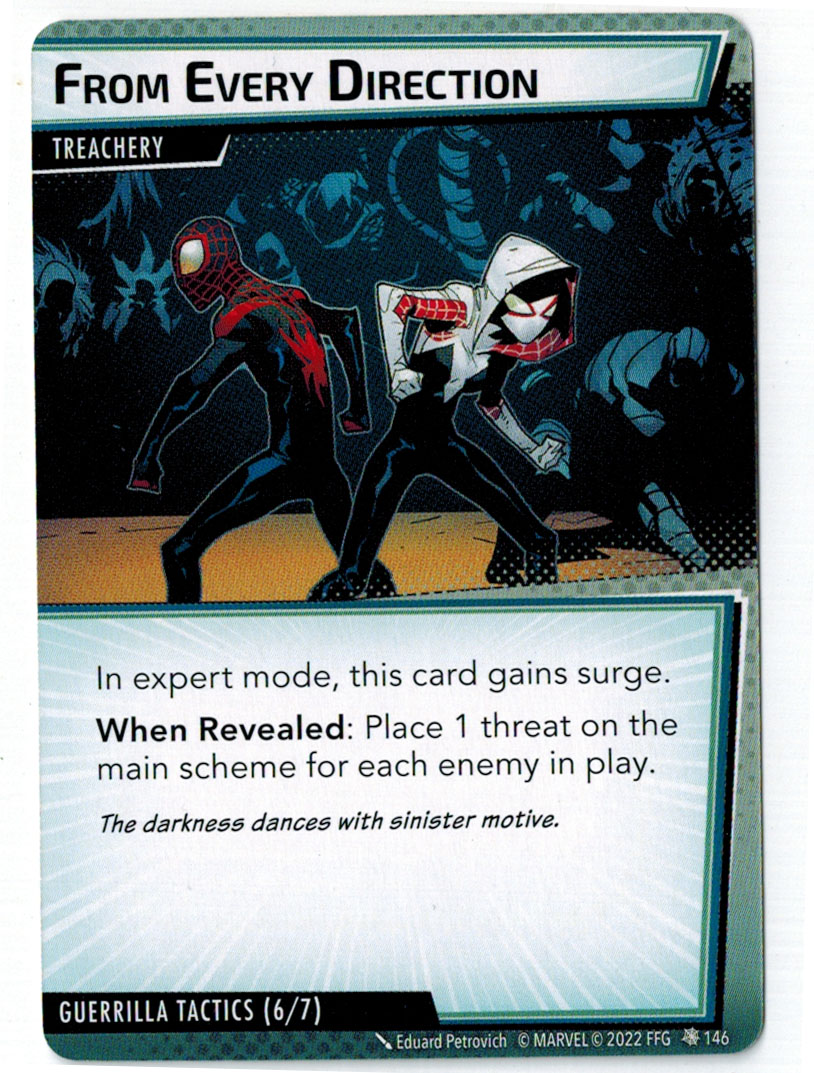 FROM EVERY DIRECTION
TREACHERY
In expert mode, this card gains surge.
When Revealed: Place 1 threat on the
main scheme for each enemy in play.
The darkness dances with sinister motive.
GUERRILLA TACTICS (6/7)
Eduard Petrovich © MARVEL © 2022 FFG 146